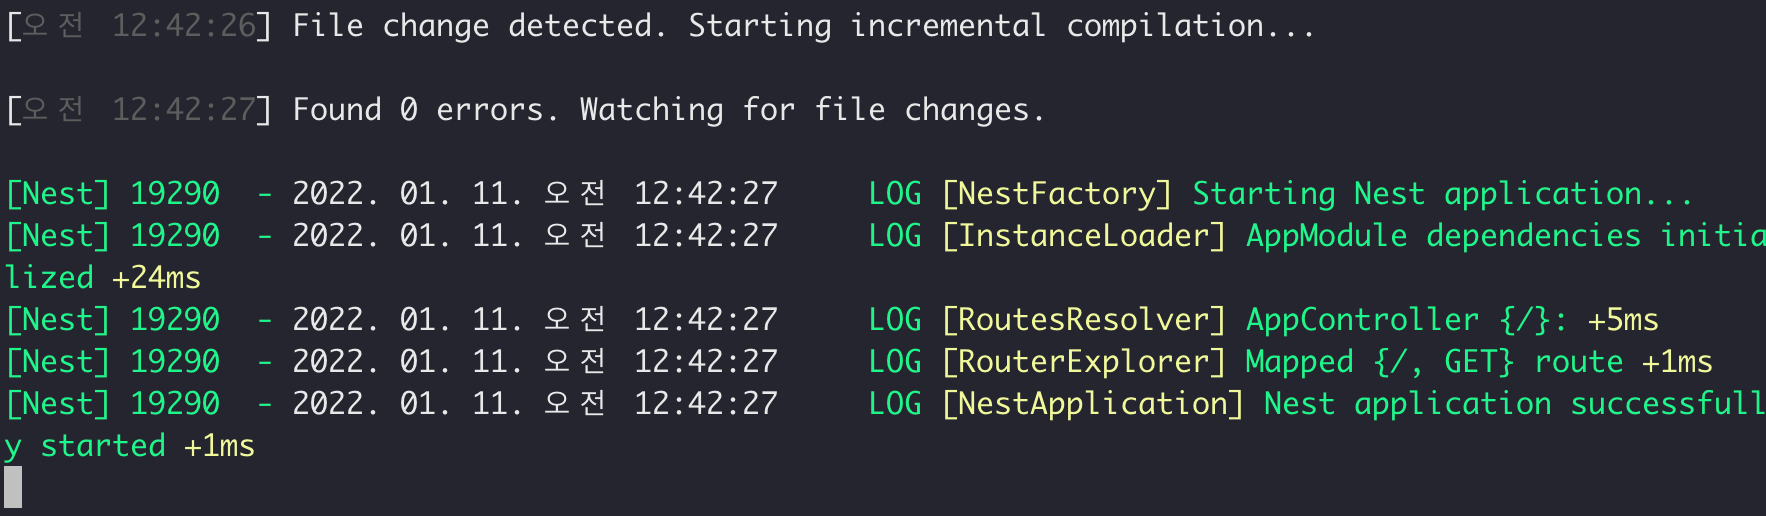 [오전 12:42:26] File change detected. Starting incremental compilation...
[오전 12:42:27] Found 0 errors. Watching for file changes.
[Nest] 19290  - 2022. 01. 11. 오전 12:42:27     LOG [NestFactory] Starting Nest application...
[Nest] 19290  - 2022. 01. 11. 오전 12:42:27     LOG [InstanceLoader] AppModule dependencies initia
lized +24ms
[Nest] 19290  - 2022. 01. 11. 오전 12:42:27     LOG [RoutesResolver] AppController {/}: +5ms
[Nest] 19290  - 2022. 01. 11. 오전 12:42:27     LOG [RouterExplorer] Mapped {/, GET} route +1ms
[Nest] 19290  - 2022. 01. 11. 오전 12:42:27     LOG [NestApplication] Nest application successfull
y started +1ms